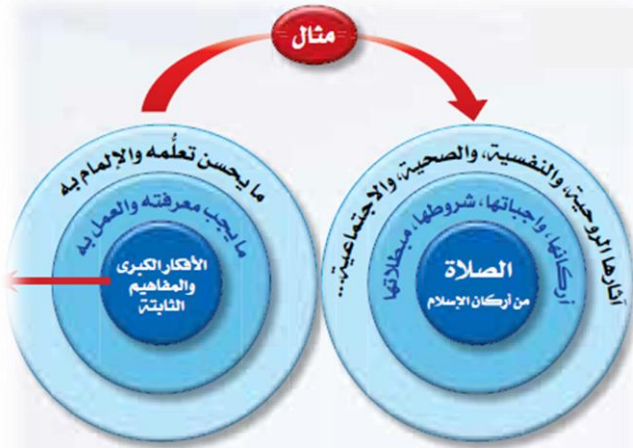 مثال
آثارها الروحية، والنفسية، والصحية، والاجتماعية...
أركانها، واجباتها، شروطها، مبطلاتها
الصلاة
من أركان الإسلام
ما يحسن تعلُّمه والإلمام به
ما يجب معرفته والعمل به
الأفكار الكبرى
والمفاهيم
الثابتة